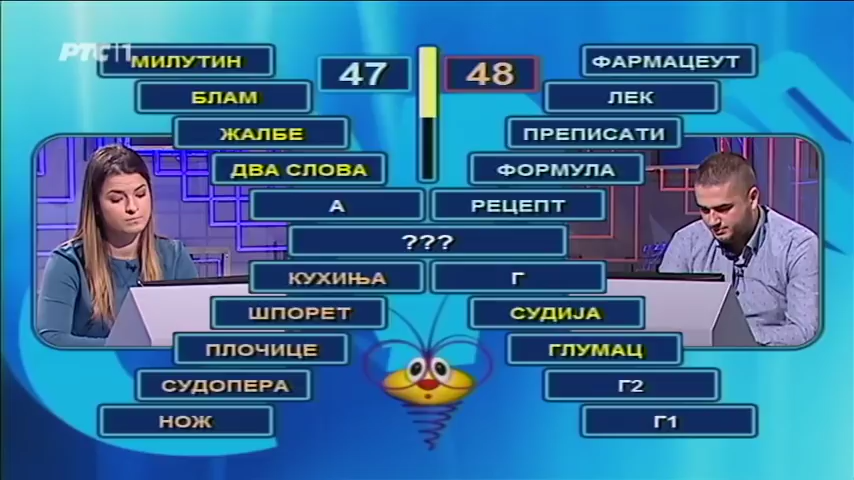 РТС 1
МИЛУТИН
47
48
ФАРМАЦЕУТ
БЛАМ
ЛЕК
ЖАЛБЕ
ПРЕПИСАТИ
ДВА СЛОВА
ФОРМУЛА
А
РЕЦЕПТ
???
КУХИЊА
Г
ШПОРЕТ
СУДИЈА
ПЛОЧИЦЕ
ГЛУМАЦ
СУДОПЕРА
Г2
НОЖ
Г1